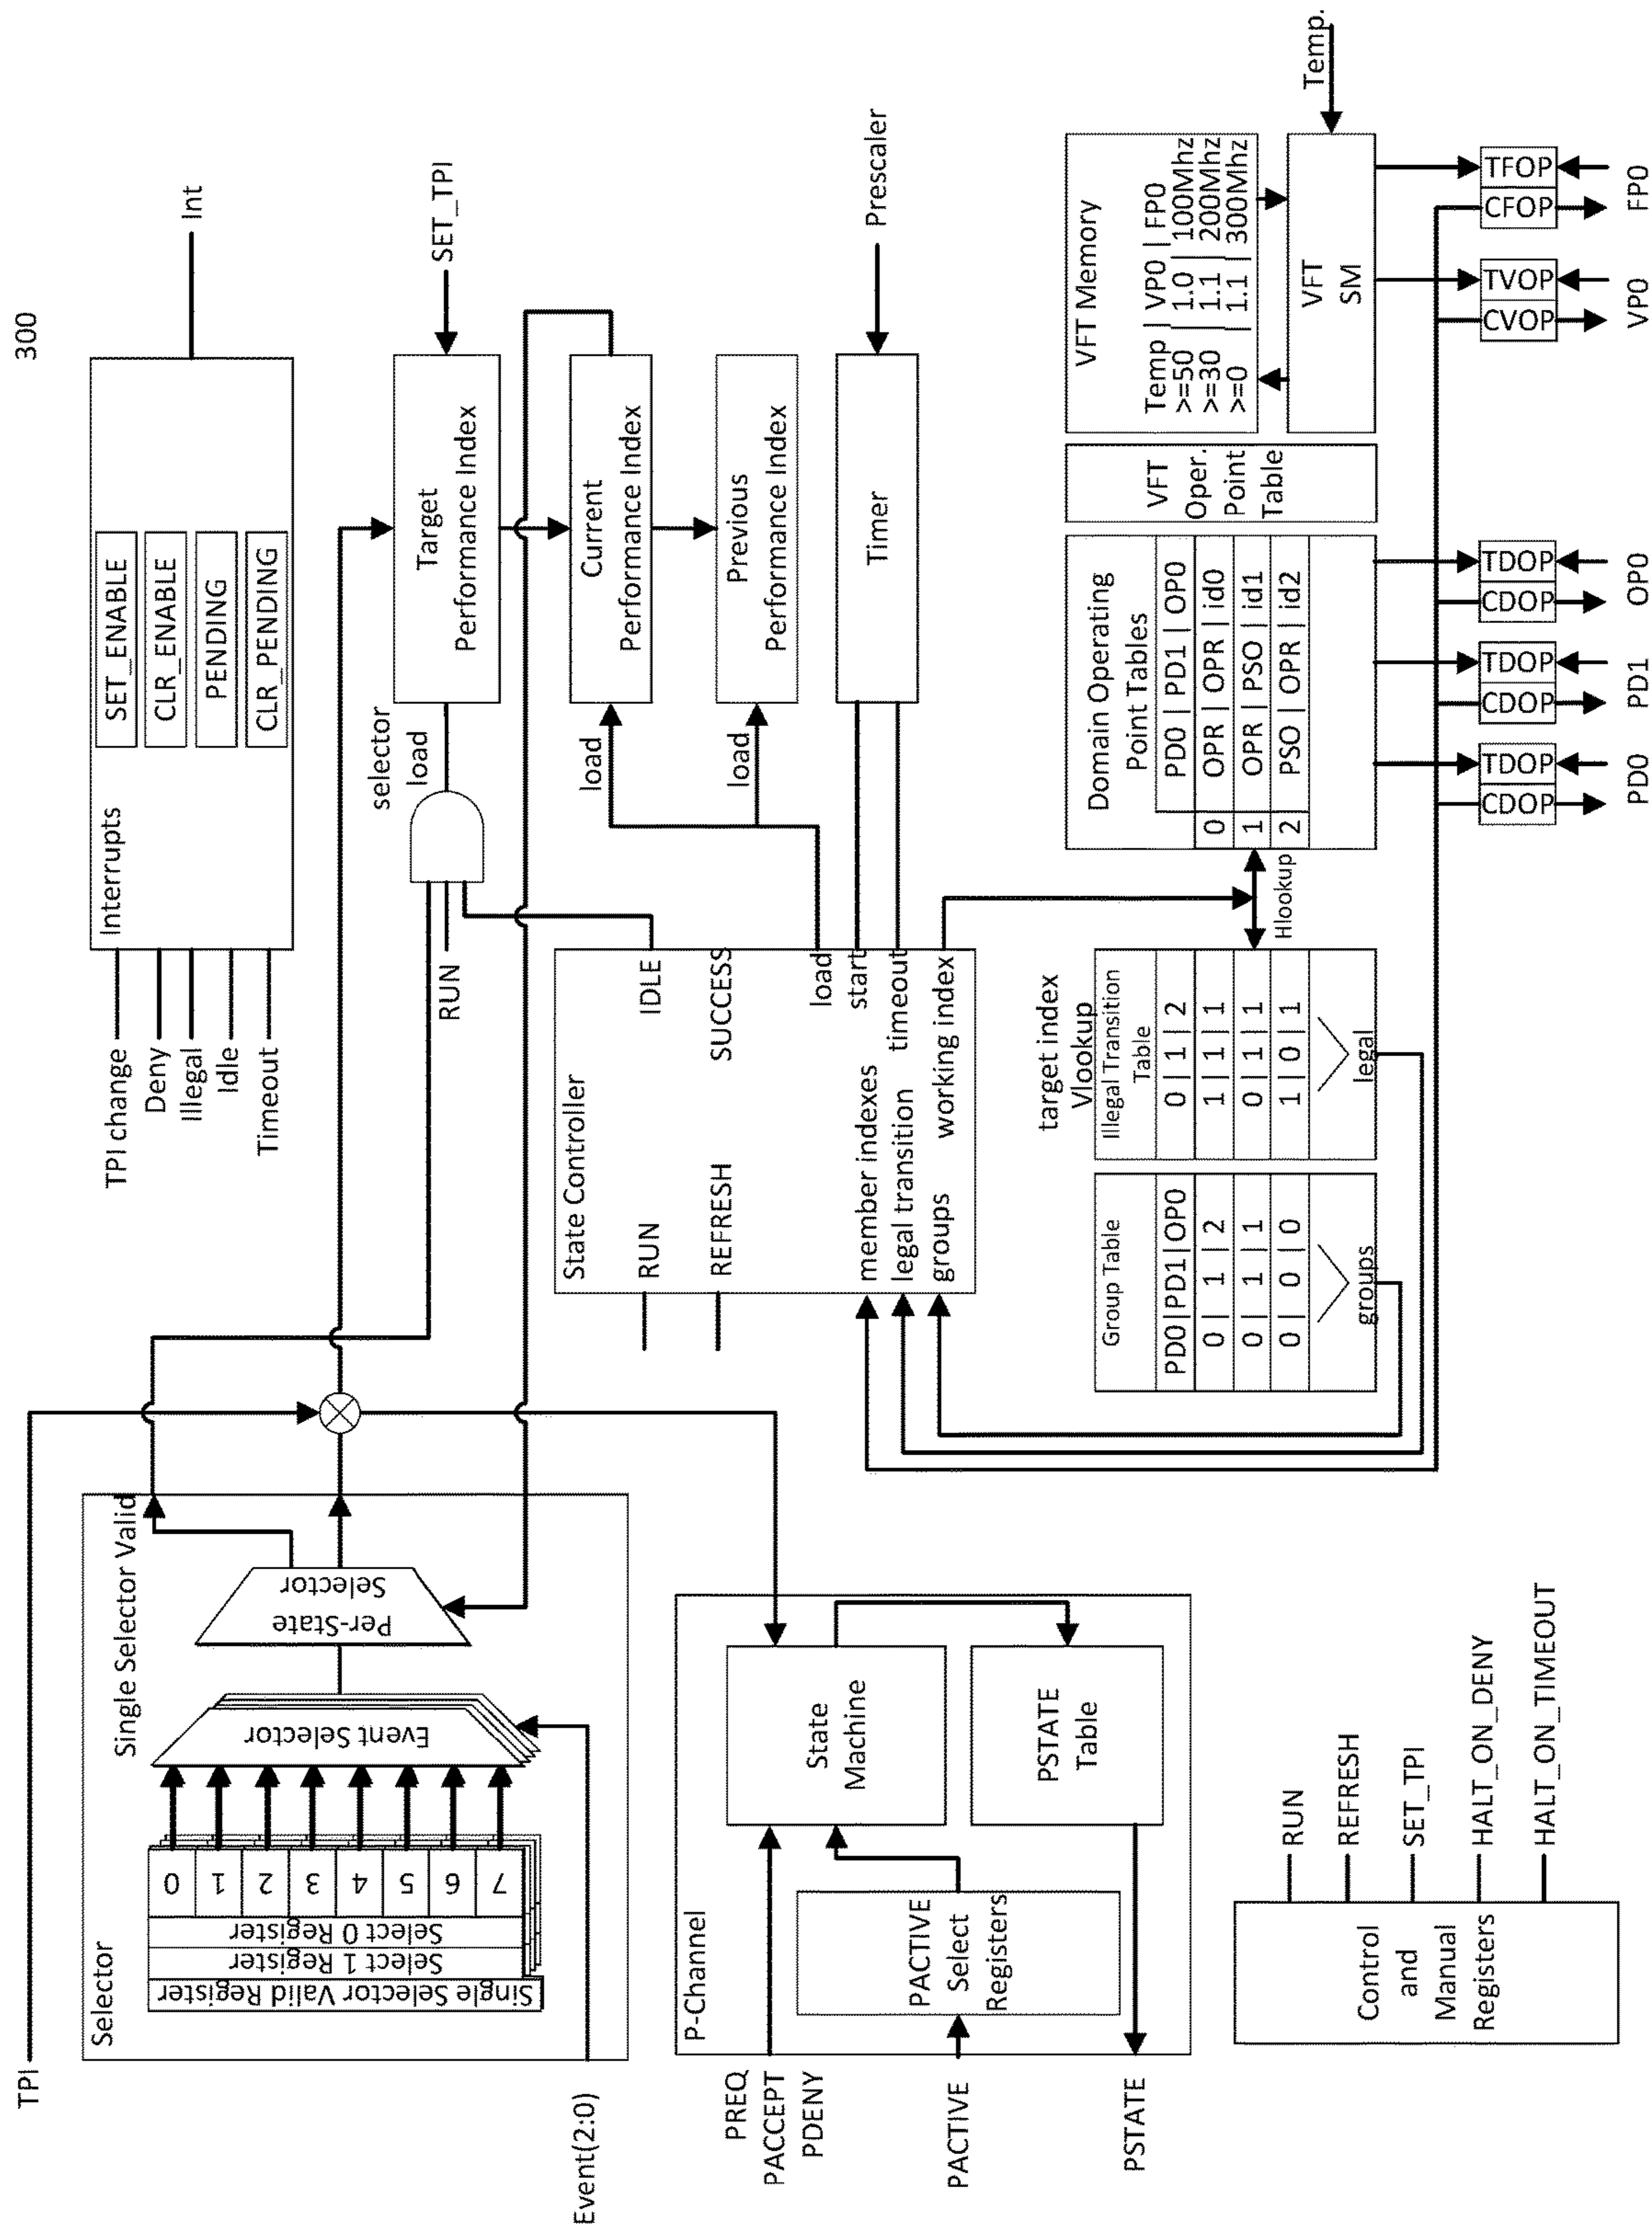 300
TPI
Event(2:0)
Selector
Single Selector Valid Register
Select 1 Register
Select 0 Register
0
1
2
3
4
5
6
7
Event Selector
Per-State
Selector
Single Selector Valid
Interrupts
TPI change
Deny
Illegal
Idle
Timeout
SET_ENABLE
CLR_ENABLE
PENDING
CLR_PENDING
Int
RUN
selector
load
Target
Performance Index
SET_TPI
load
Current
Performance Index
load
Previous
Performance Index
Timer
Prescaler
State Controller
RUN
REFRESH
IDLE
SUCCESS
load
start
timeout
working index
member indexes
legal transition
groups
P-Channel
PREQ
PACCEPT
PDENY
PACTIVE
PSTATE
State
Machine
PACTIVE
Select
Registers
PSTATE
Table
Control
and
Manual
Registers
RUN
REFRESH
SET_TPI
HALT_ON_DENY
HALT_ON_TIMEOUT
Group Table
PD0|PD1|OP0
0 | 1 | 2
0 | 1 | 1
0 | 0 | 0
groups
target index
Vlookup
Illegal Transition
Table
0 | 1 | 2
1 | 1 | 1
0 | 1 | 1
1 | 0 | 1
legal
Hlookup
Domain Operating
Point Tables
PD0 | PD1 | OP0
0 OPR | OPR | id0
1 OPR | PSO | id1
2 PSO | OPR | id2
VFT
Oper.
Point
Table
VFT Memory
Temp | VP0 | FP0
>=50 | 1.0 | 100Mhz
>=30 | 1.1 | 200Mhz
>=0 | 1.1 | 300Mhz
VFT
SM
Temp.
CDOP TDOP
CDOP TDOP
CDOP TDOP
CVOP TVOP
CFOP TFOP
PD0
PD1
OP0
VP0
FP0